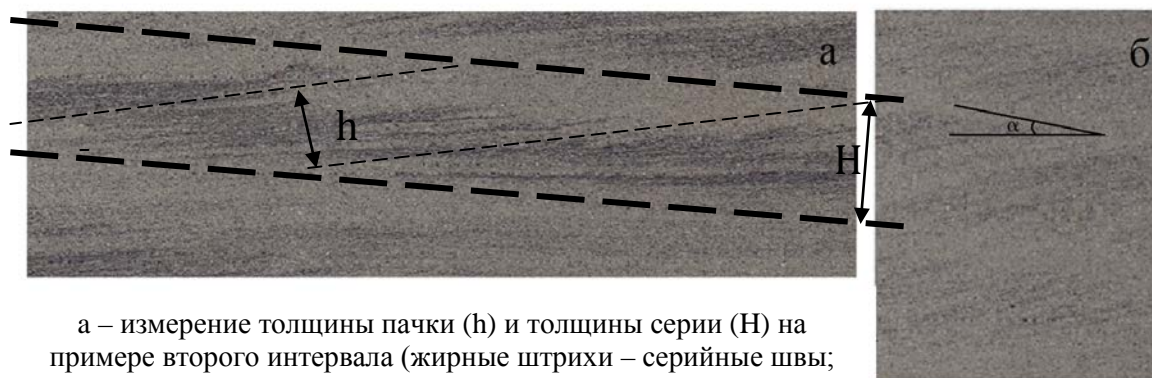 а
б
h
H
α
а – измерение толщины пачки (h) и толщины серии (H) на
примере второго интервала (жирные штрихи – серийные швы;